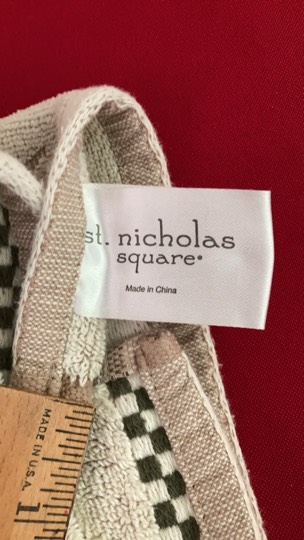 st. nicholas
square®
Made in China
MADE IN U.S.A.
1